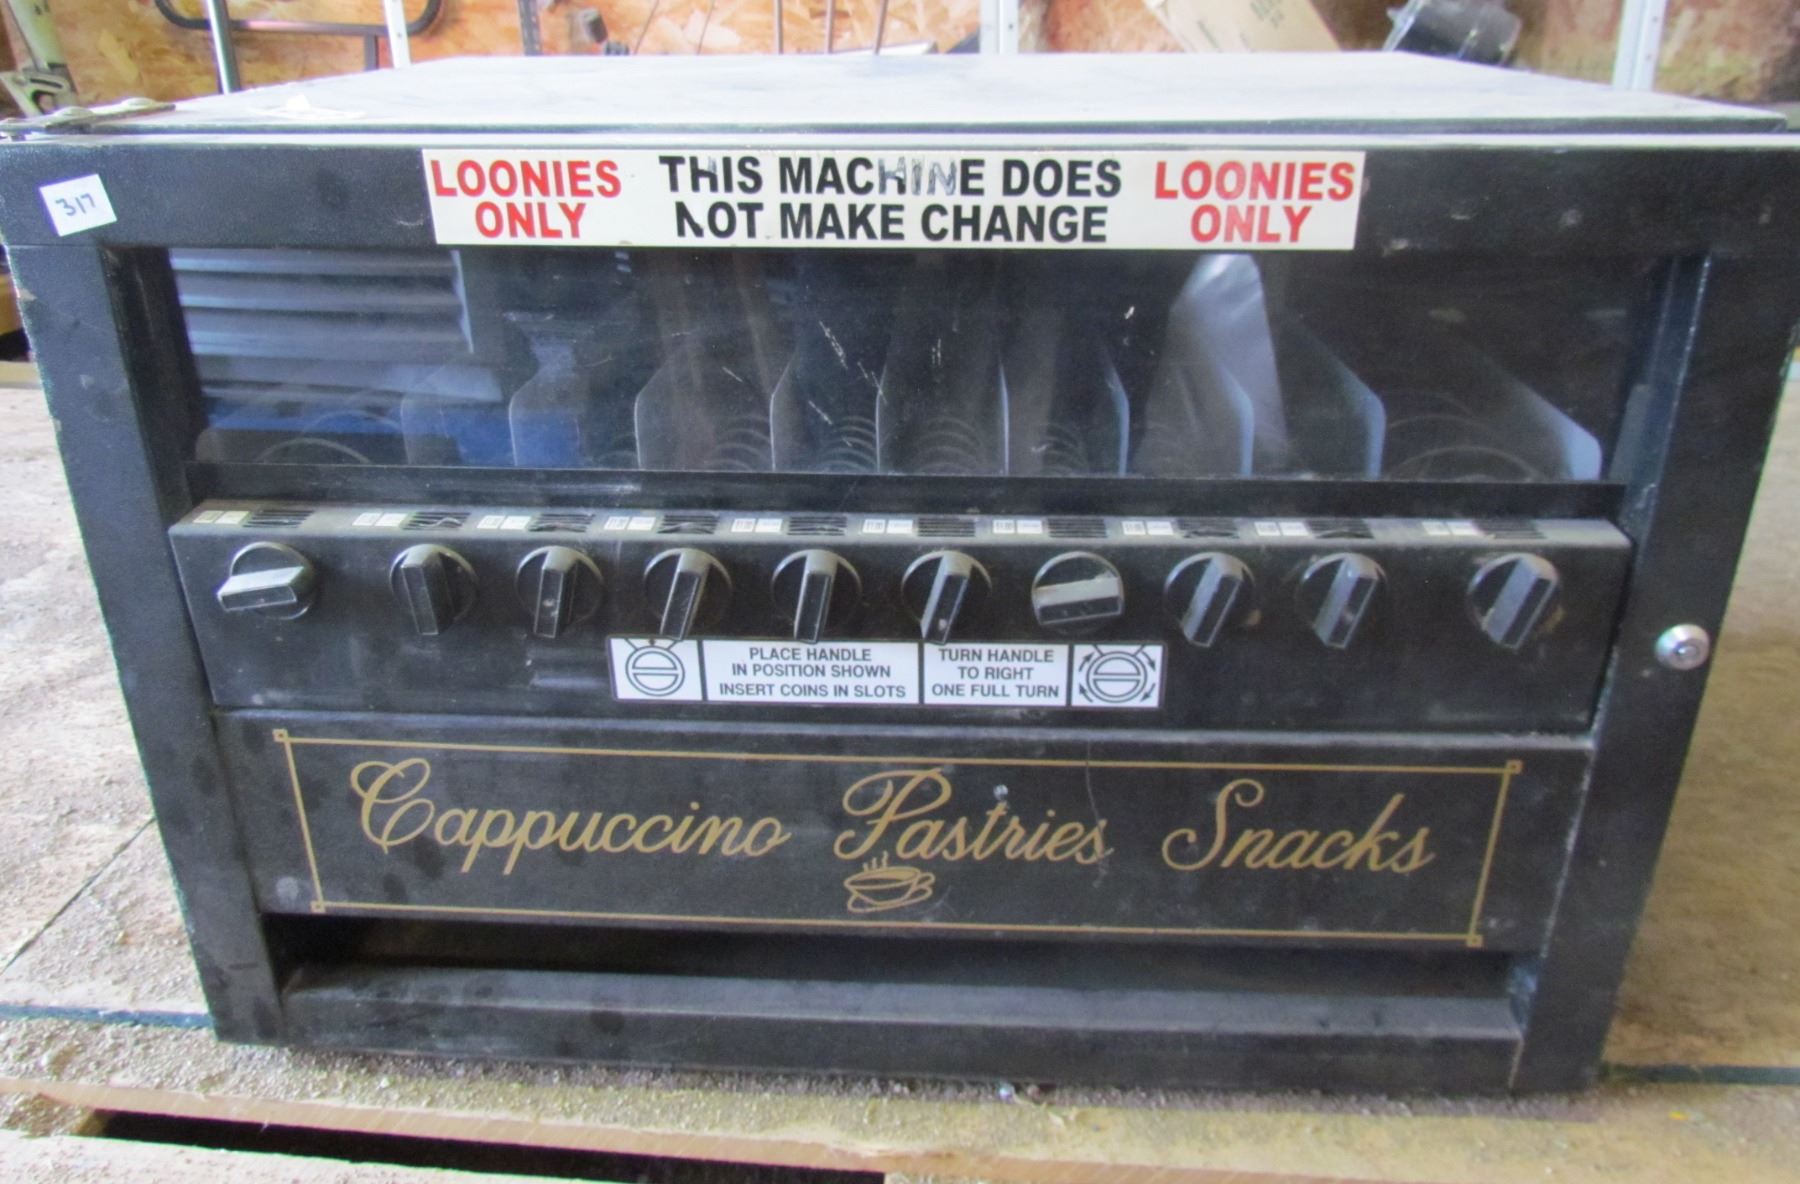 317
LOONIES ONLY
THIS MACHINE DOES
NOT MAKE CHANGE
LOONIES ONLY
PLACE HANDLE
IN POSITION SHOWN
INSERT COINS IN SLOTS
TURN HANDLE
TO RIGHT
ONE FULL TURN
Cappuccino Pastries Snacks